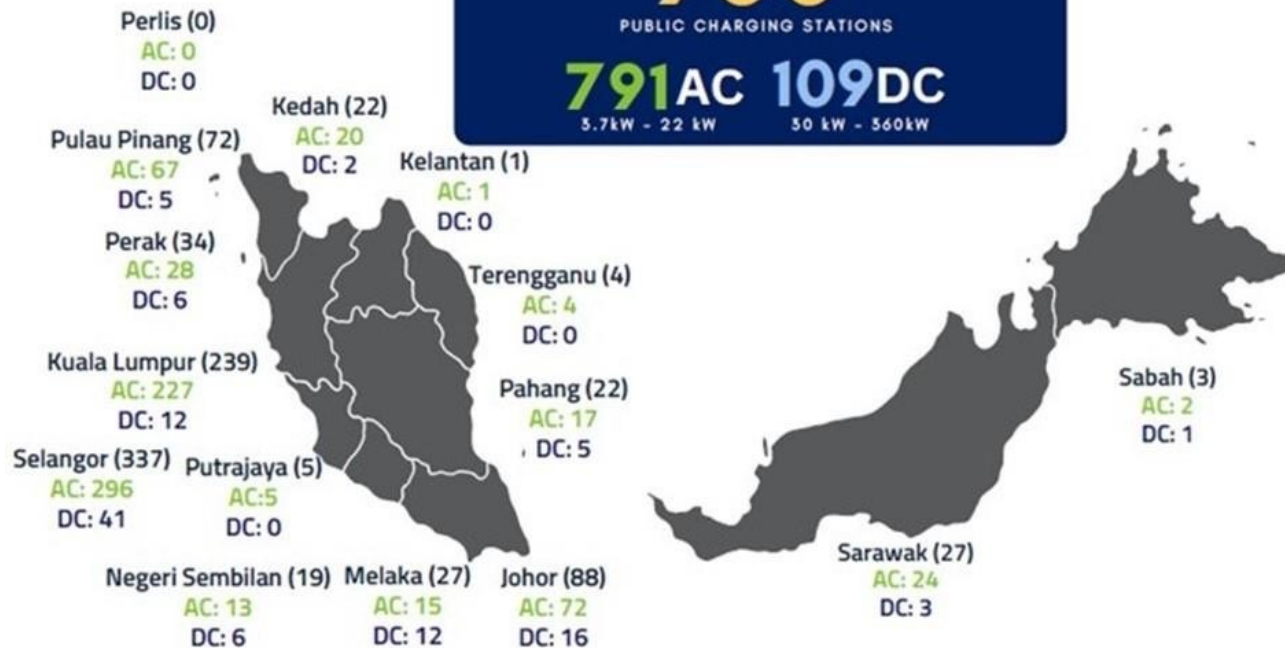 PUBLIC CHARGING STATIONS
791AC 109DC
3.7kW - 22 kW 30 kW - 360kW
Perlis (0)
AC: 0
DC: 0
Kedah (22)
AC: 20
DC: 2
Pulau Pinang (72)
AC: 67
DC: 5
Kelantan (1)
AC: 1
DC: 0
Perak (34)
AC: 28
DC: 6
Terengganu (4)
AC: 4
DC: 0
Kuala Lumpur (239)
AC: 227
DC: 12
Pahang (22)
AC: 17
DC: 5
Sabah (3)
AC: 2
DC: 1
Selangor (337)
AC: 296
DC: 41
Putrajaya (5)
AC:5
DC: 0
Negeri Sembilan (19)
AC: 13
DC: 6
Melaka (27)
AC: 15
DC: 12
Johor (88)
AC: 72
DC: 16
Sarawak (27)
AC: 24
DC: 3